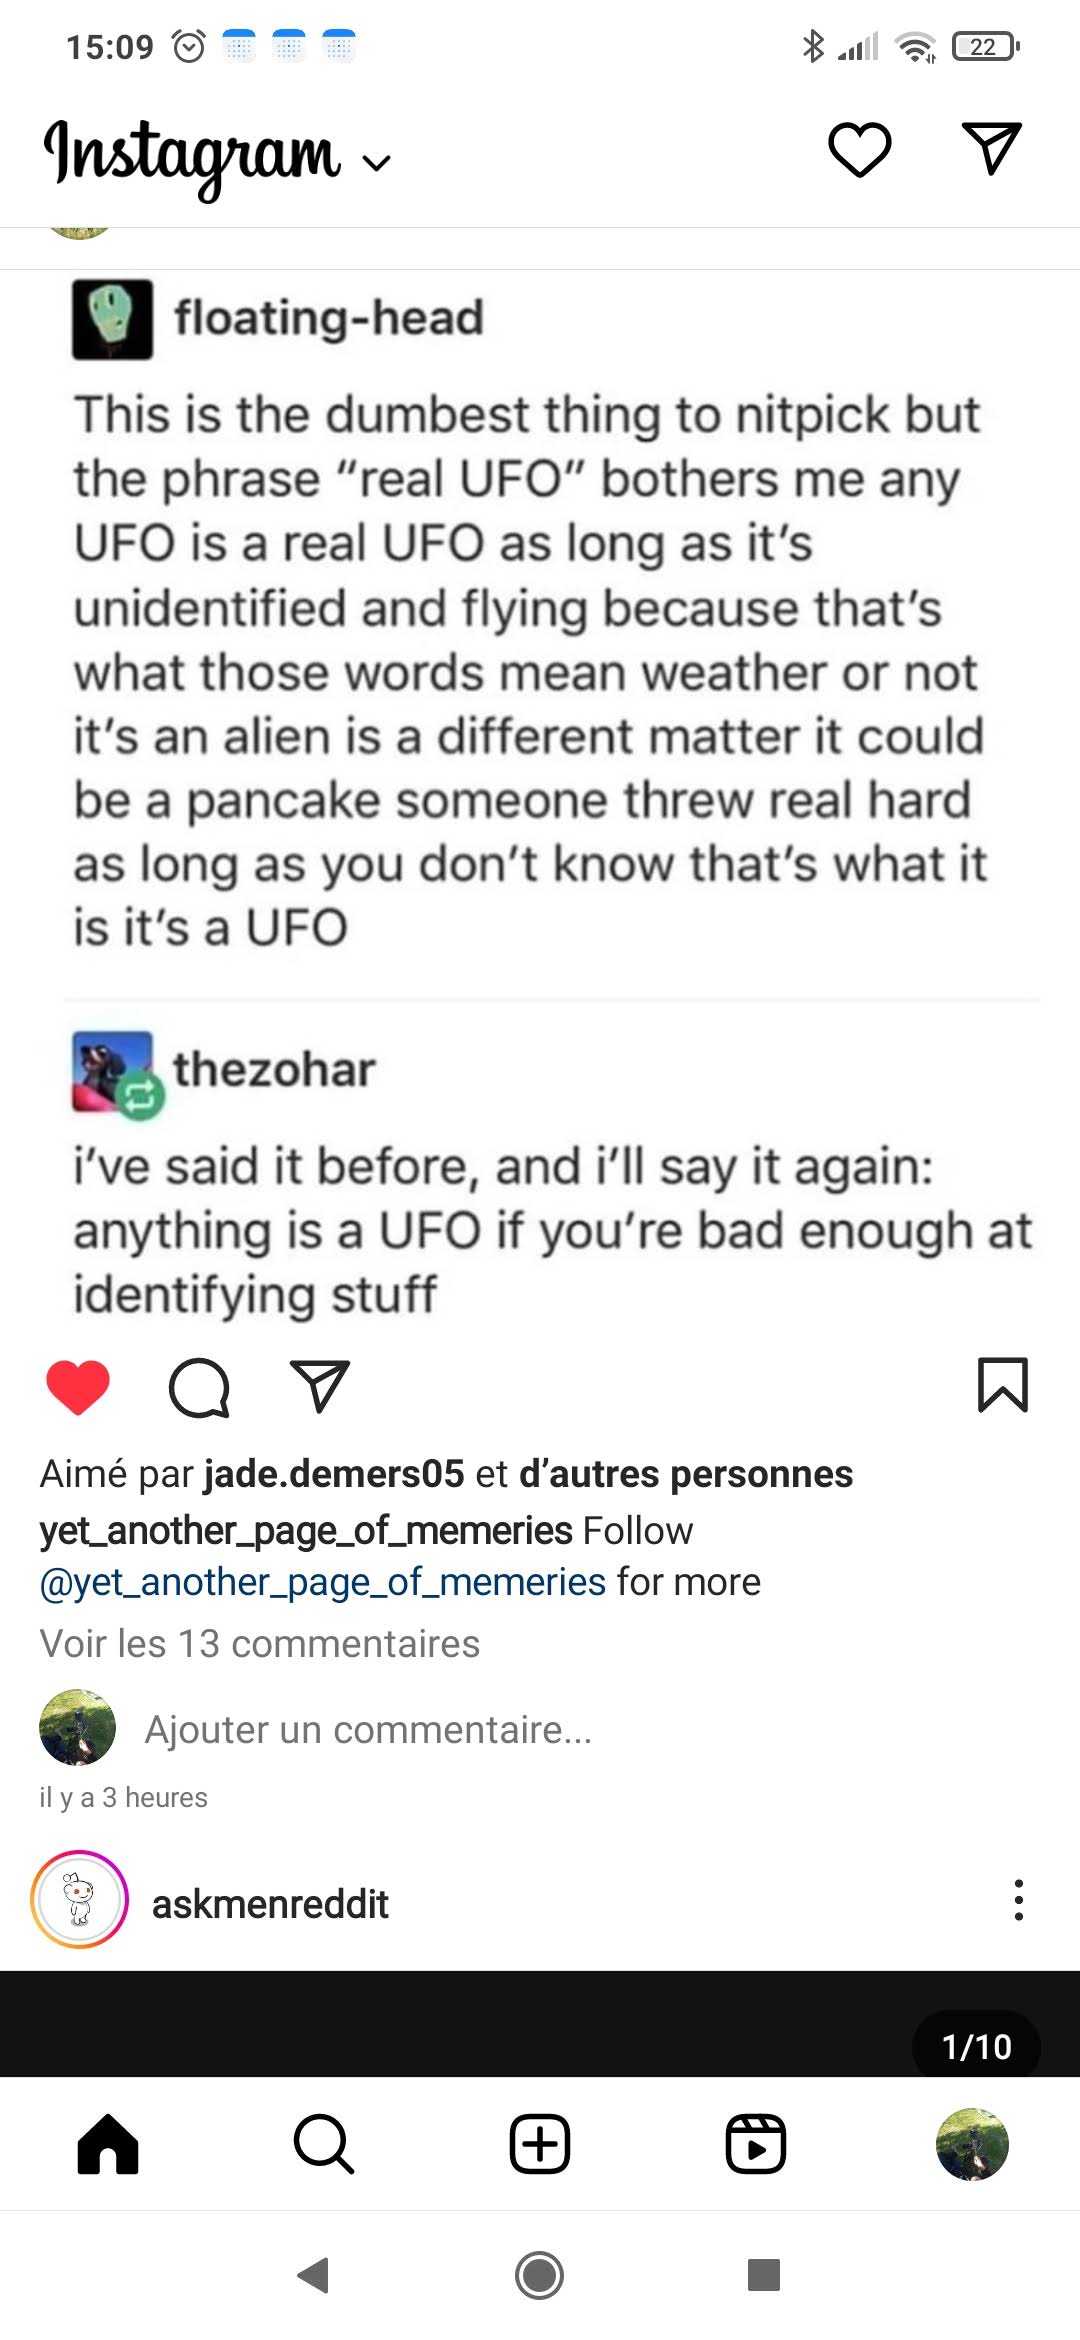 15:09
22
Instagram
floating-head
This is the dumbest thing to nitpick but
the phrase “real UFO” bothers me any
UFO is a real UFO as long as it’s
unidentified and flying because that’s
what those words mean weather or not
it’s an alien is a different matter it could
be a pancake someone threw real hard
as long as you don’t know that’s what it
is it’s a UFO
thezohar
i’ve said it before, and i’ll say it again:
anything is a UFO if you’re bad enough at
identifying stuff
Aimé par jade.demers05 et d’autres personnes
yet_another_page_of_memeries Follow
@yet_another_page_of_memeries for more
Voir les 13 commentaires
Ajouter un commentaire...
il y a 3 heures
askmenreddit
1/10